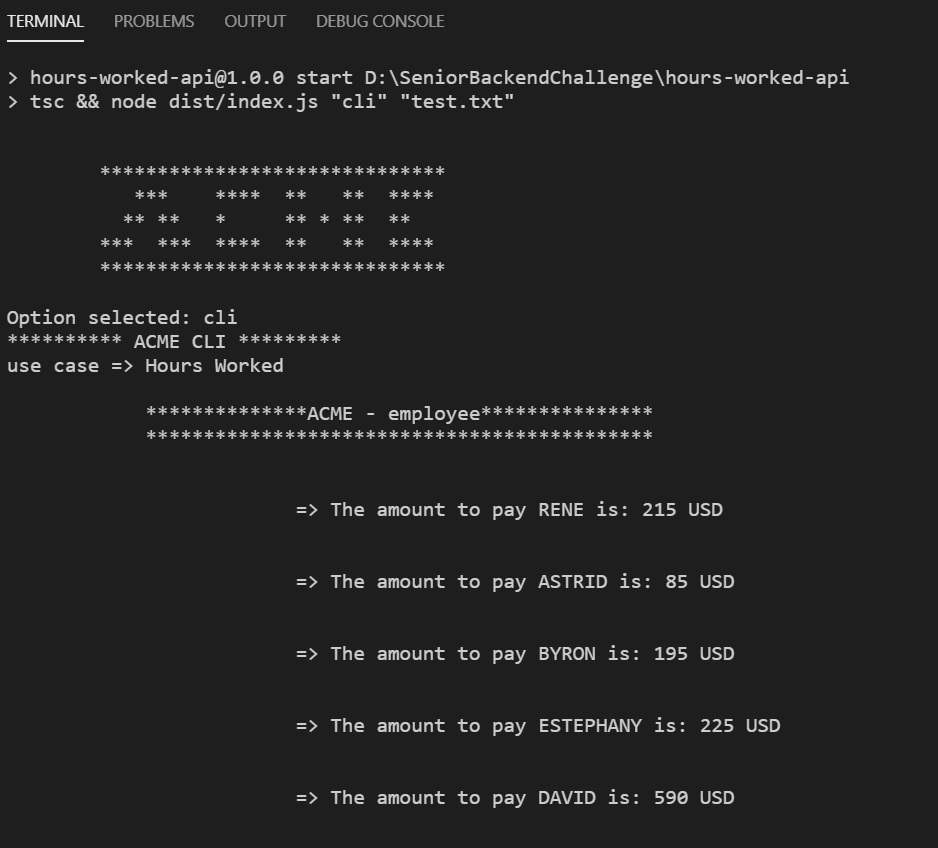 TERMINAL PROBLEMS OUTPUT DEBUG CONSOLE
> hours-worked-api@1.0.0 start D:\SeniorBackendChallenge\hours-worked-api
> tsc && node dist/index.js "cli" "test.txt"
******************************
***    ****  **   **  ****
** **   *     ** * **  **
***  ***  ****  **   **  ****
******************************
Option selected: cli
********** ACME CLI *********
use case => Hours Worked
**************ACME - employee***************
********************************************
=> The amount to pay RENE is: 215 USD
=> The amount to pay ASTRID is: 85 USD
=> The amount to pay BYRON is: 195 USD
=> The amount to pay ESTEPHANY is: 225 USD
=> The amount to pay DAVID is: 590 USD